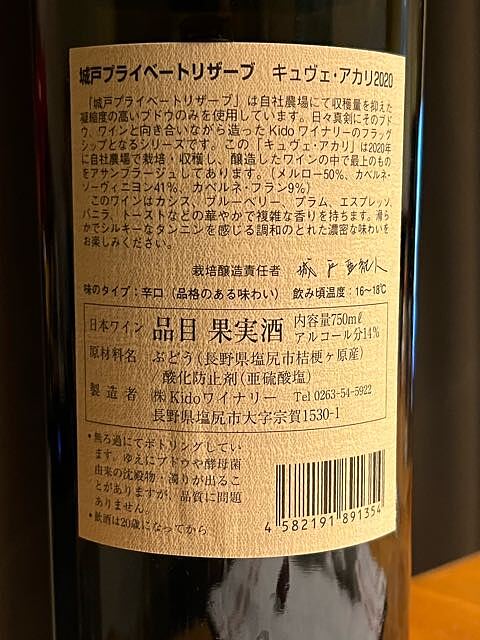 城戸プライベートリザーブ　キュヴェ・アカリ2020
「城戸プライベートリザーブ」は自社農場にて収穫量を抑えた
凝縮度の高いブドウのみを使用しています。日々真剣にそのブド
ウ、ワインと向き合いながら造ったKidoワイナリーのフラッグ
シップとなるシリーズです。この「キュヴェ・アカリ」は2020年
に自社農場で栽培・収穫し、醸造したワインの中で最上のもの
をアサンブラージュしてあります。（メルロー50%、カベルネ・
ソーヴィニヨン41%、カベルネ・フラン9%）
このワインはカシス、ブルーベリー、プラム、エスプレッソ、
バニラ、トーストなどの華やかで複雑な香りを持ちます。滑ら
かでシルキーなタンニンを感じる調和のとれた濃密な味わいを
お楽しみください。
栽培醸造責任者　城戸亜紀人
味のタイプ：辛口（品格のある味わい）　飲み頃温度：16〜18℃
日本ワイン　品目 果実酒　内容量750mℓ
アルコール分14%
原材料名　ぶどう（長野県塩尻市桔梗ヶ原産）
酸化防止剤（亜硫酸塩）
製造者　㈱Kidoワイナリー　Tel 0263-54-5922
長野県塩尻市大字宗賀1530-1
•無ろ過にてボトリングしてい
ます。ゆえにブドウや酵母菌
由来の沈殿物・濁りが出るこ
とがありますが、品質に問題
ありません。
•飲酒は20歳になってから
4 582191 891354